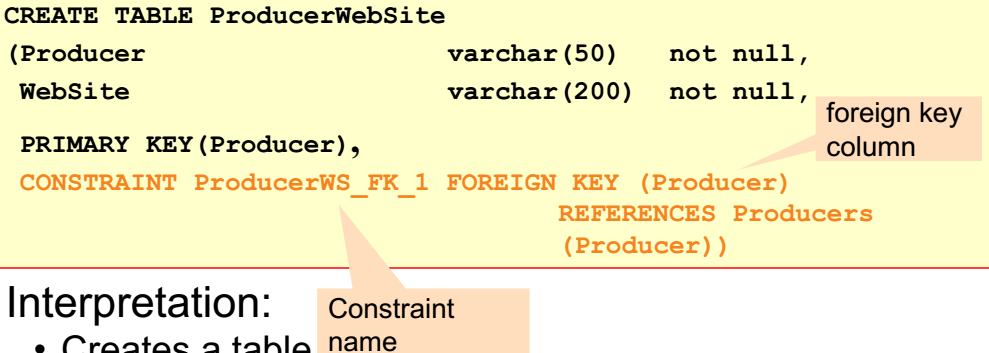 CREATE TABLE ProducerWebSite
(Producer varchar(50) not null,
WebSite varchar(200) not null,
foreign key
column
PRIMARY KEY(Producer),
CONSTRAINT ProducerWS_FK_1 FOREIGN KEY (Producer)
REFERENCES Producers
(Producer))
Interpretation:
Constraint
name
• Creates a table